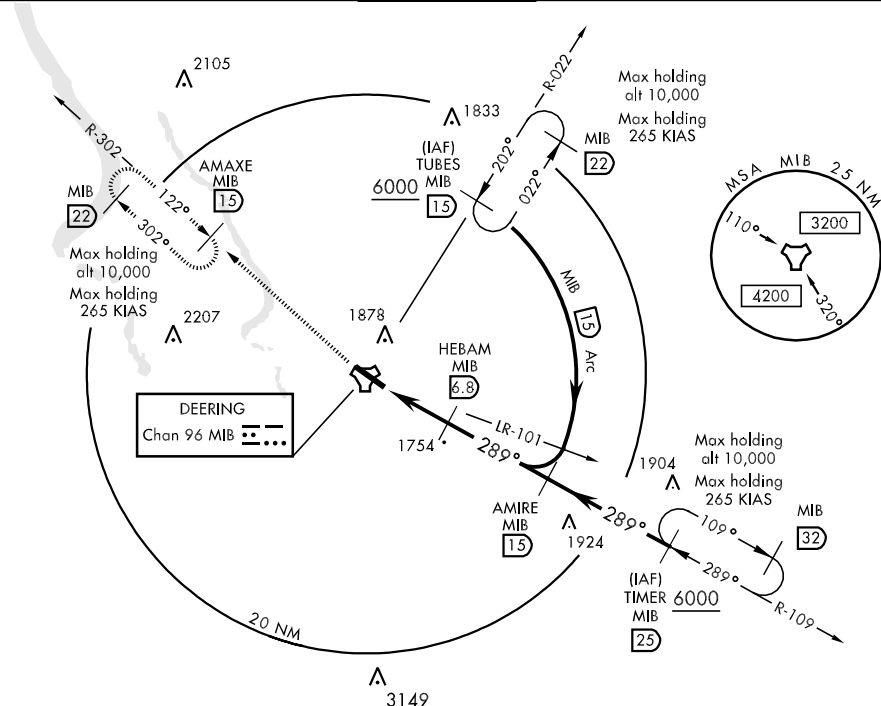 2105
R-302
122°
302°
AMAXE
MIB
15
MIB
22
Max holding
alt 10,000
Max holding
265 KIAS
2207
1833
(IAF)
TUBES
MIB
15
6000
202°
022°
R-022
MIB
22
Max holding
alt 10,000
Max holding
265 KIAS
MSA MIB 25 NM
110°
3200
4200
320°
MIB
15
Arc
1878
HEBAM
MIB
6.8
DEERING
Chan 96 MIB
1754
289°
LR-101
AMIRE
MIB
15
289°
1924
1904
Max holding
alt 10,000
Max holding
265 KIAS
MIB
32
109°
289°
R-109
(IAF)
TIMER
MIB
25
6000
20 NM
3149